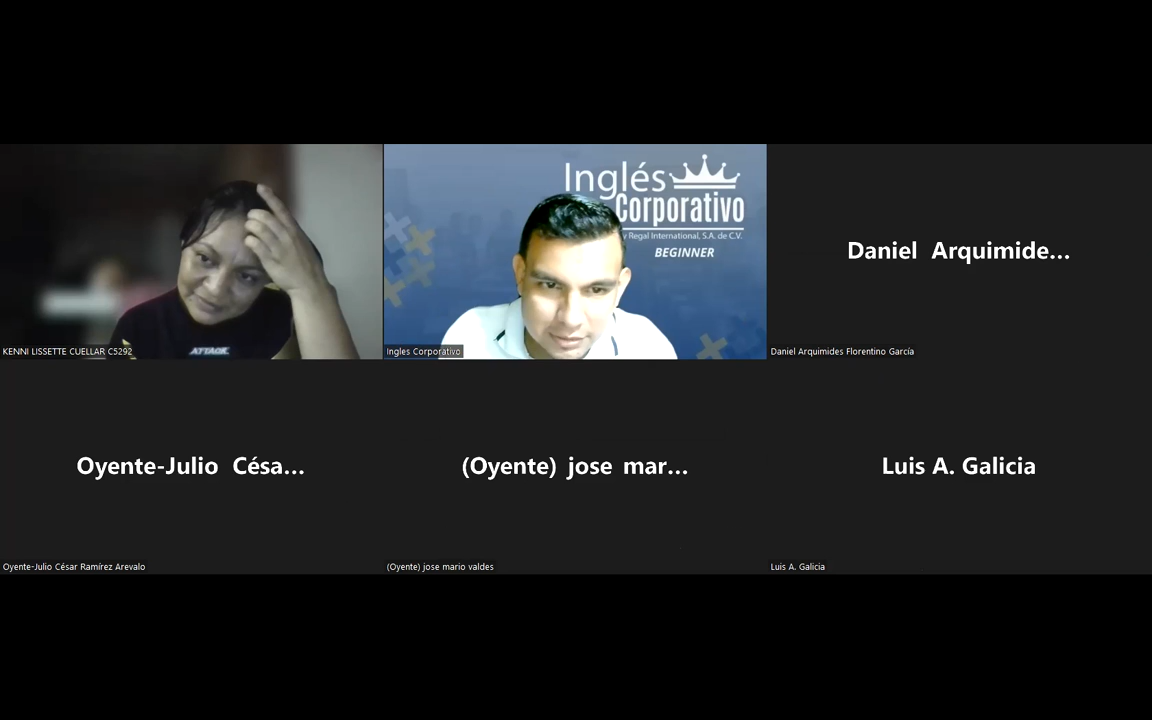 Inglés
Corporativo
y Regal International, S.A. de C.V.
BEGINNER
ATTACK
KENNI LISSETTE CUELLAR C5292
Ingles Corporativo
Daniel Arquimide...
Daniel Arquimides Florentino García
Oyente-Julio Césa...
Oyente-Julio César Ramírez Arevalo
(Oyente) jose mar...
(Oyente) jose mario valdes
Luis A. Galicia
Luis A. Galicia